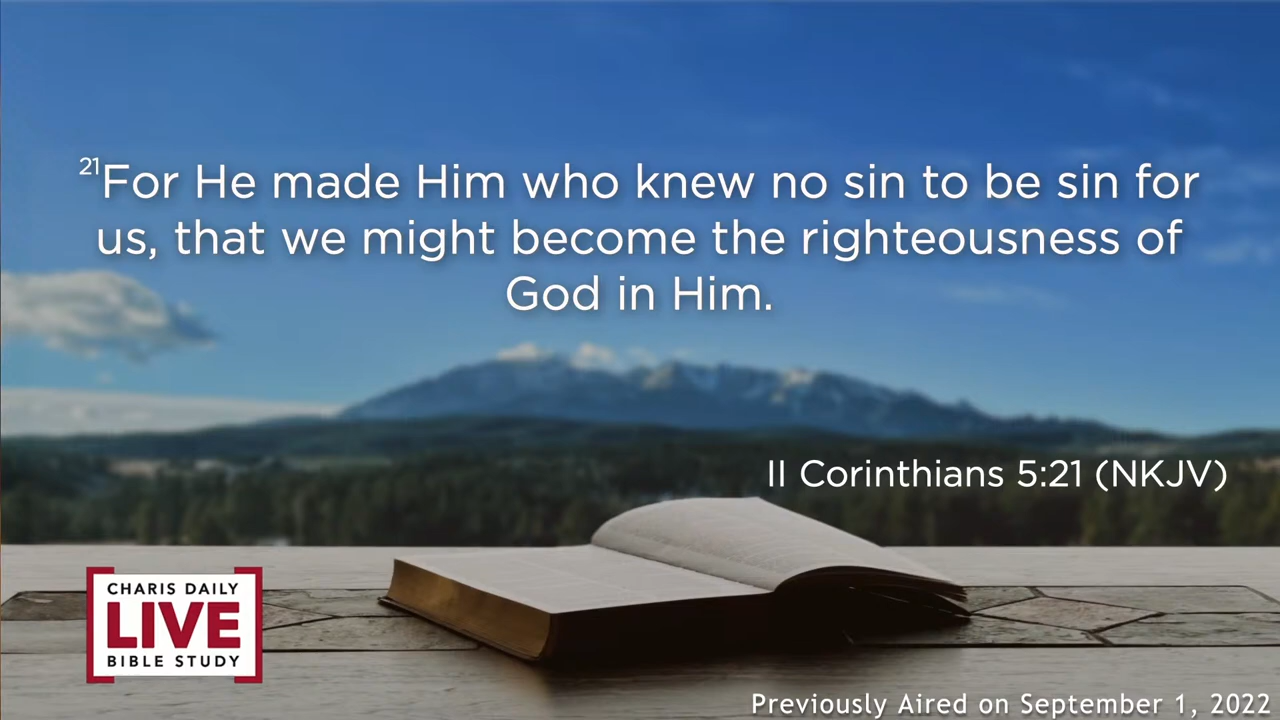 ²¹For He made Him who knew no sin to be sin for
us, that we might become the righteousness of
God in Him.
II Corinthians 5:21 (NKJV)
CHARIS DAILY
LIVE
BIBLE STUDY
Previously Aired on September 1, 2022